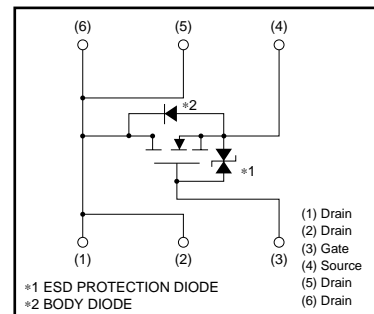 (6) (5) (4)
∗2
∗1
(1) Drain
(2) Drain
(3) Gate
(4) Source
(5) Drain
(6) Drain
(1) (2) (3)
∗1 ESD PROTECTION DIODE
∗2 BODY DIODE